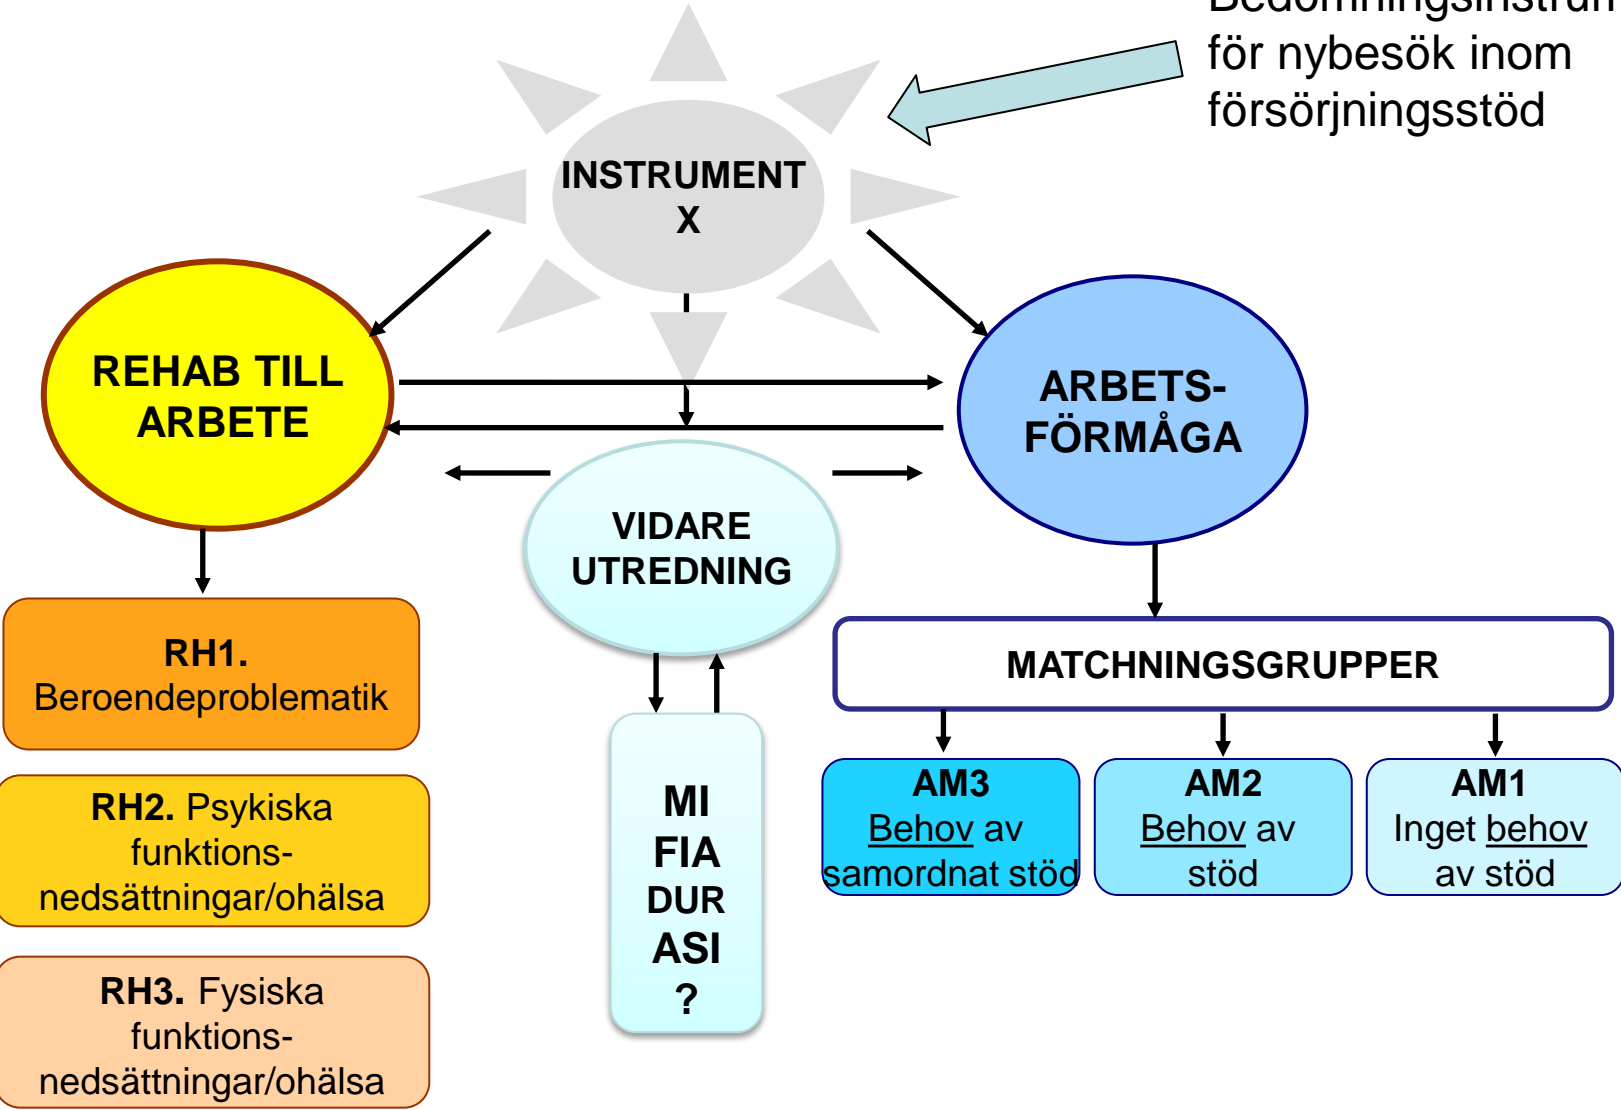 för nybesök inom
försörjningsstöd
INSTRUMENT
X
REHAB TILL
ARBETE
ARBETS-
FÖRMÅGA
VIDARE
UTREDNING
RH1.
Beroendeproblematik
RH2. Psykiska
funktions-
nedsättningar/ohälsa
RH3. Fysiska
funktions-
nedsättningar/ohälsa
MI
FIA
DUR
ASI
?
MATCHNINGSGRUPPER
AM3
Behov av
samordnat stöd
AM2
Behov av
stöd
AM1
Inget behov
av stöd